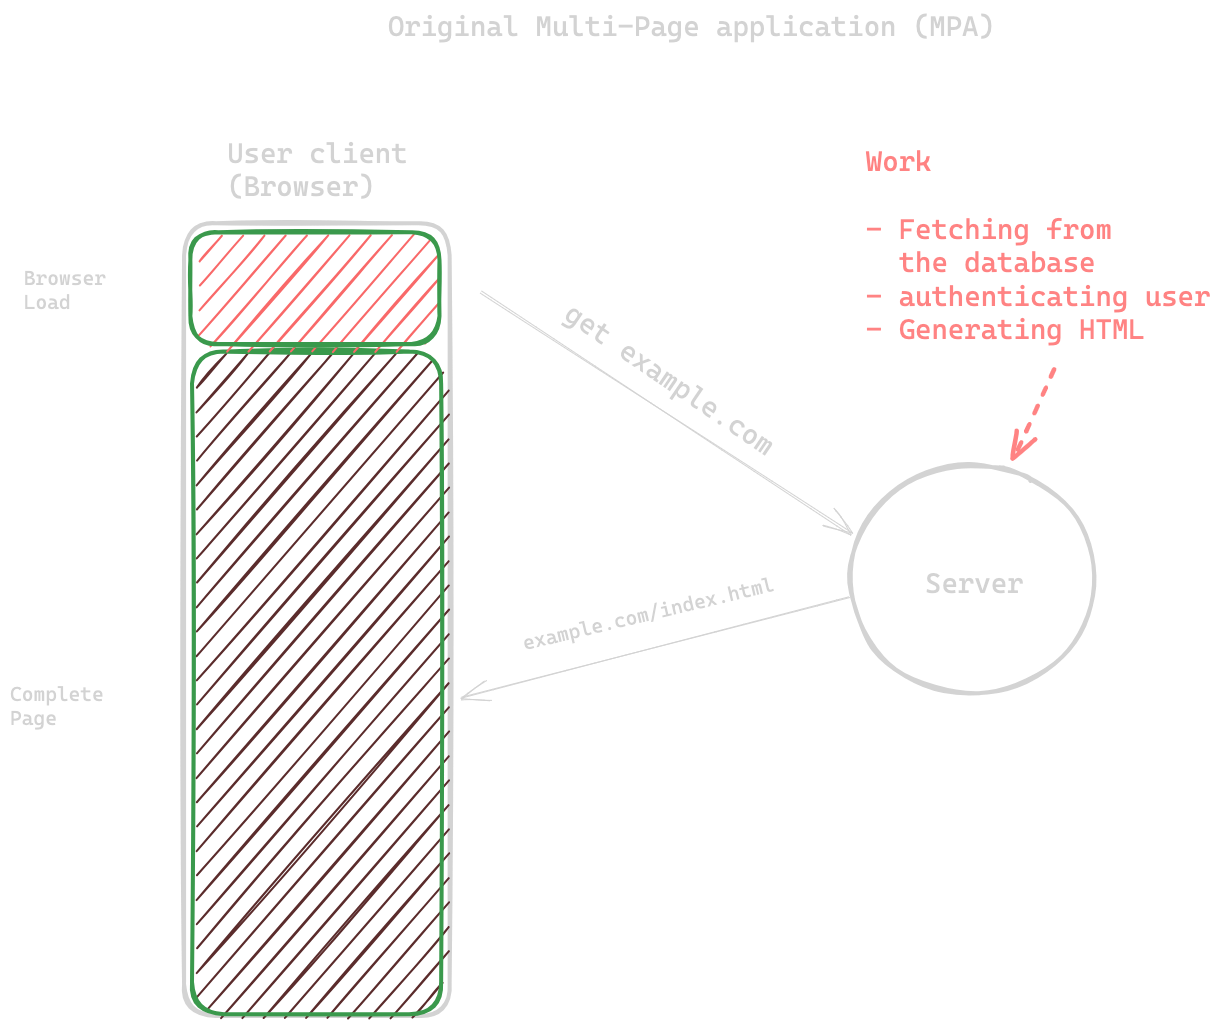 Original Multi-Page application (MPA)
User client
(Browser)
Work
- Fetching from
the database
- authenticating user
- Generating HTML
Browser
Load
get example.com
Server
example.com/index.html
Complete
Page